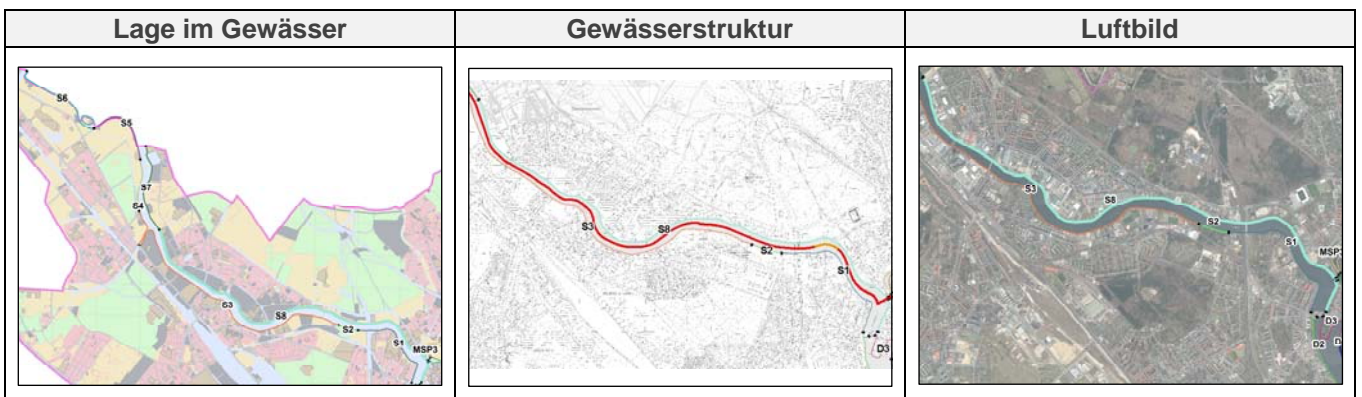 Lage im Gewässer
Gewässerstruktur
Luftbild
S6
S5
S7
S4
S3
S8
S2
S1
MSP3
S3
S8
S2
S1
D3
S3
S8
S2
S1
D3
D2